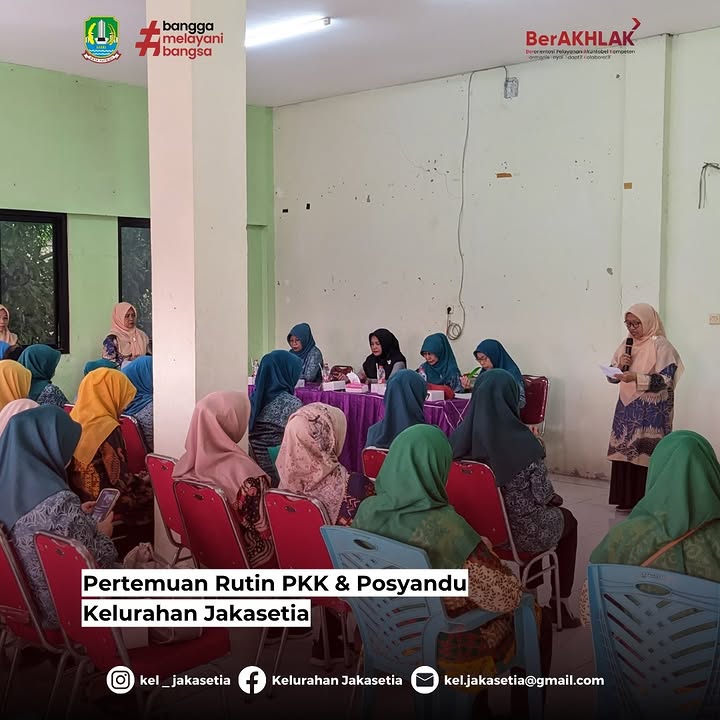 #bangga
melayani
bangsa
BerAKHLAK
Pertemuan Rutin PKK & Posyandu
Kelurahan Jakasetia
kel_jakasetia
Kelurahan Jakasetia
kel.jakasetia@gmail.com